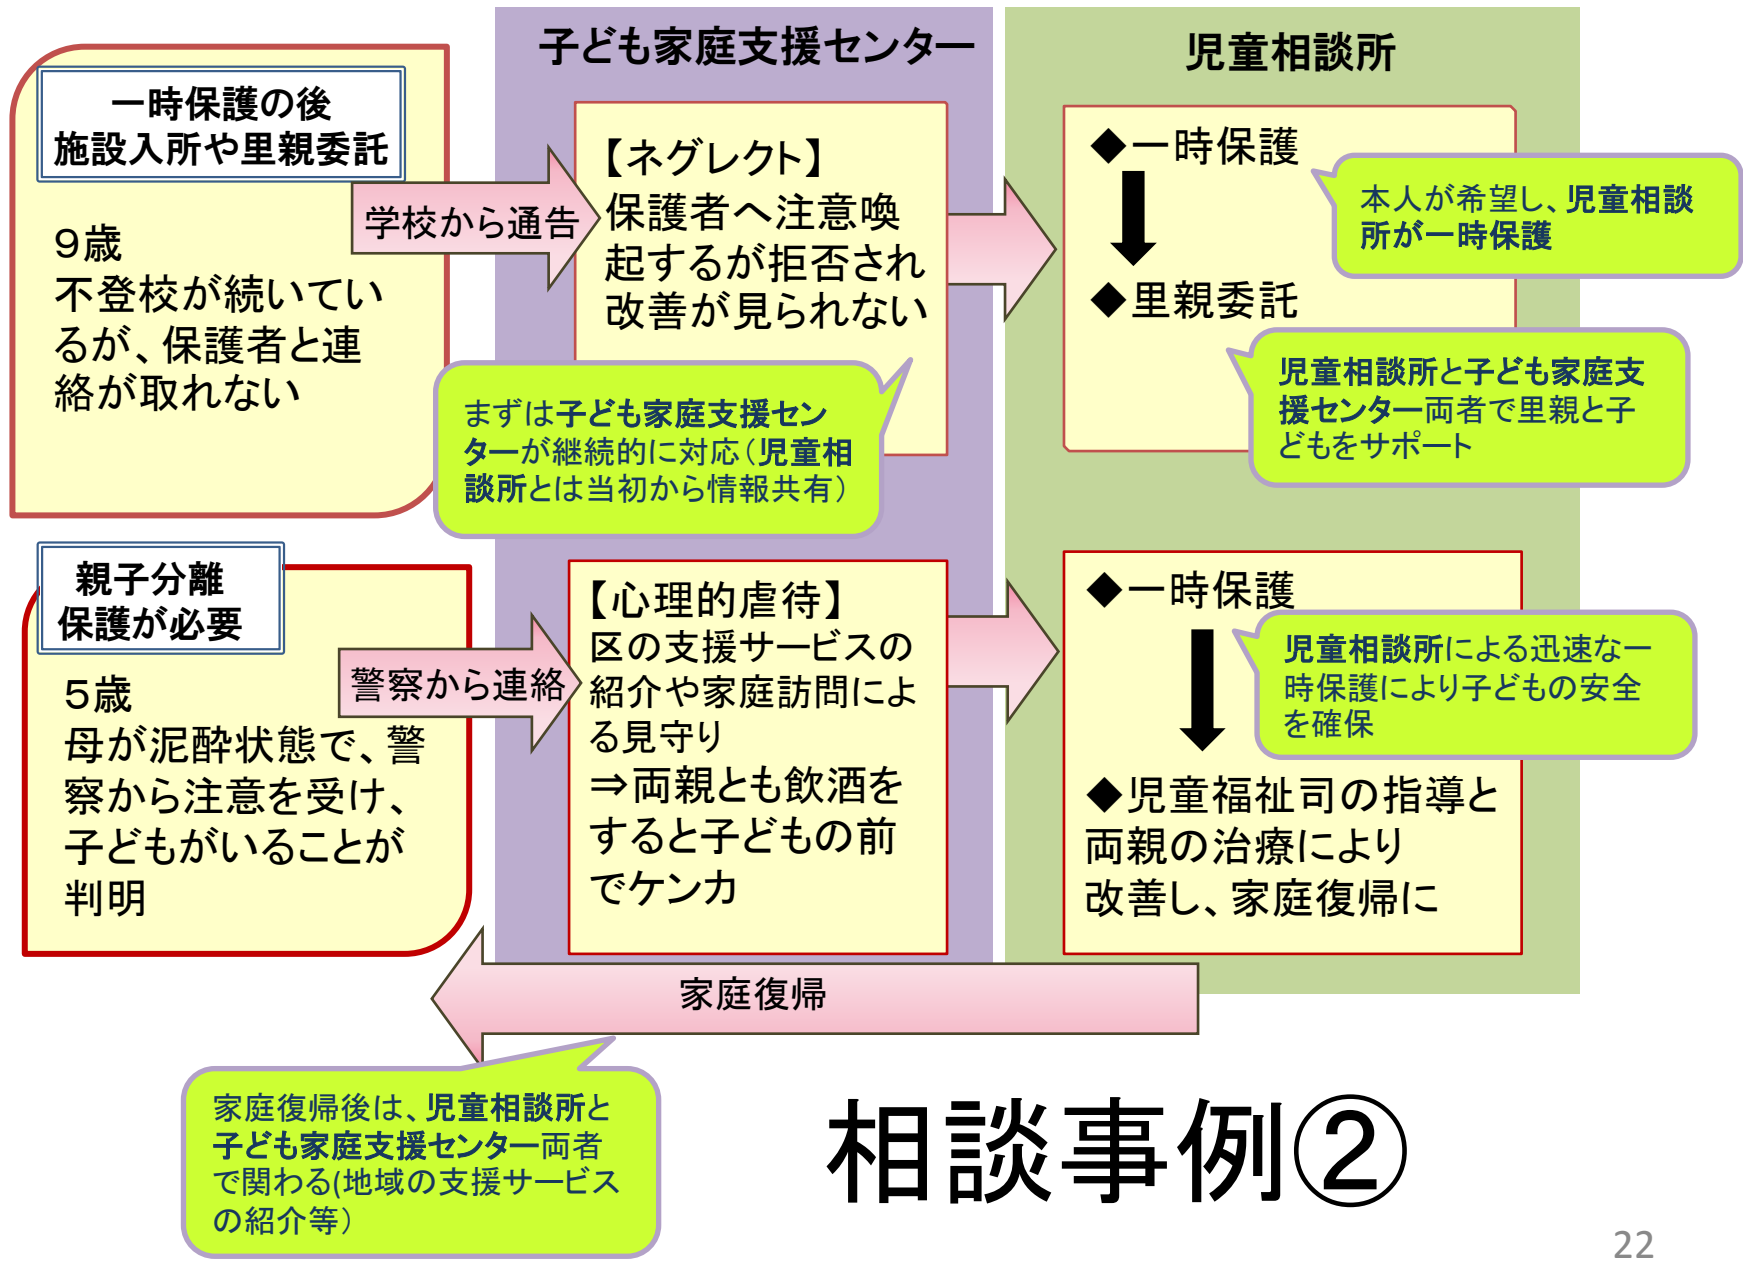 子ども家庭支援センター
児童相談所
一時保護の後
施設入所や里親委託
９歳
不登校が続いてい
るが、保護者と連
絡が取れない
学校から通告
【ネグレクト】
保護者へ注意喚
起するが拒否され
改善が見られない
まずは子ども家庭支援セン
ターが継続的に対応（児童相
談所とは当初から情報共有）
◆一時保護
本人が希望し、児童相談
所が一時保護
◆里親委託
児童相談所と子ども家庭支
援センター両者で里親と子
どもをサポート
親子分離
保護が必要
５歳
母が泥酔状態で、警
察から注意を受け、
子どもがいることが
判明
警察から連絡
【心理的虐待】
区の支援サービスの
紹介や家庭訪問によ
る見守り
⇒両親とも飲酒を
すると子どもの前
でケンカ
◆一時保護
児童相談所による迅速な一
時保護により子どもの安全
を確保
◆児童福祉司の指導と
両親の治療により
改善し、家庭復帰に
家庭復帰
家庭復帰後は、児童相談所と
子ども家庭支援センター両者
で関わる(地域の支援サービス
の紹介等）
相談事例②
22